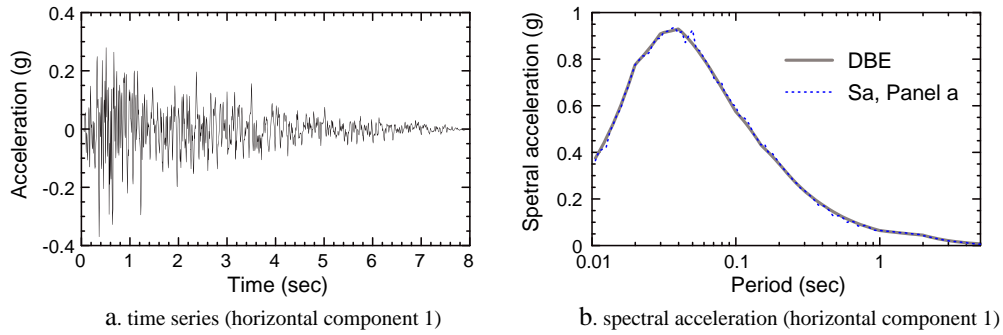 0.4
0.2
0
-0.2
-0.4
Acceleration (g)
0 1 2 3 4 5 6 7 8
Time (sec)
a. time series (horizontal component 1)
1
0.8
0.6
0.4
0.2
0
Spetral acceleration (g)
DBE
Sa, Panel a
0.01 0.1 1
Period (sec)
b. spectral acceleration (horizontal component 1)